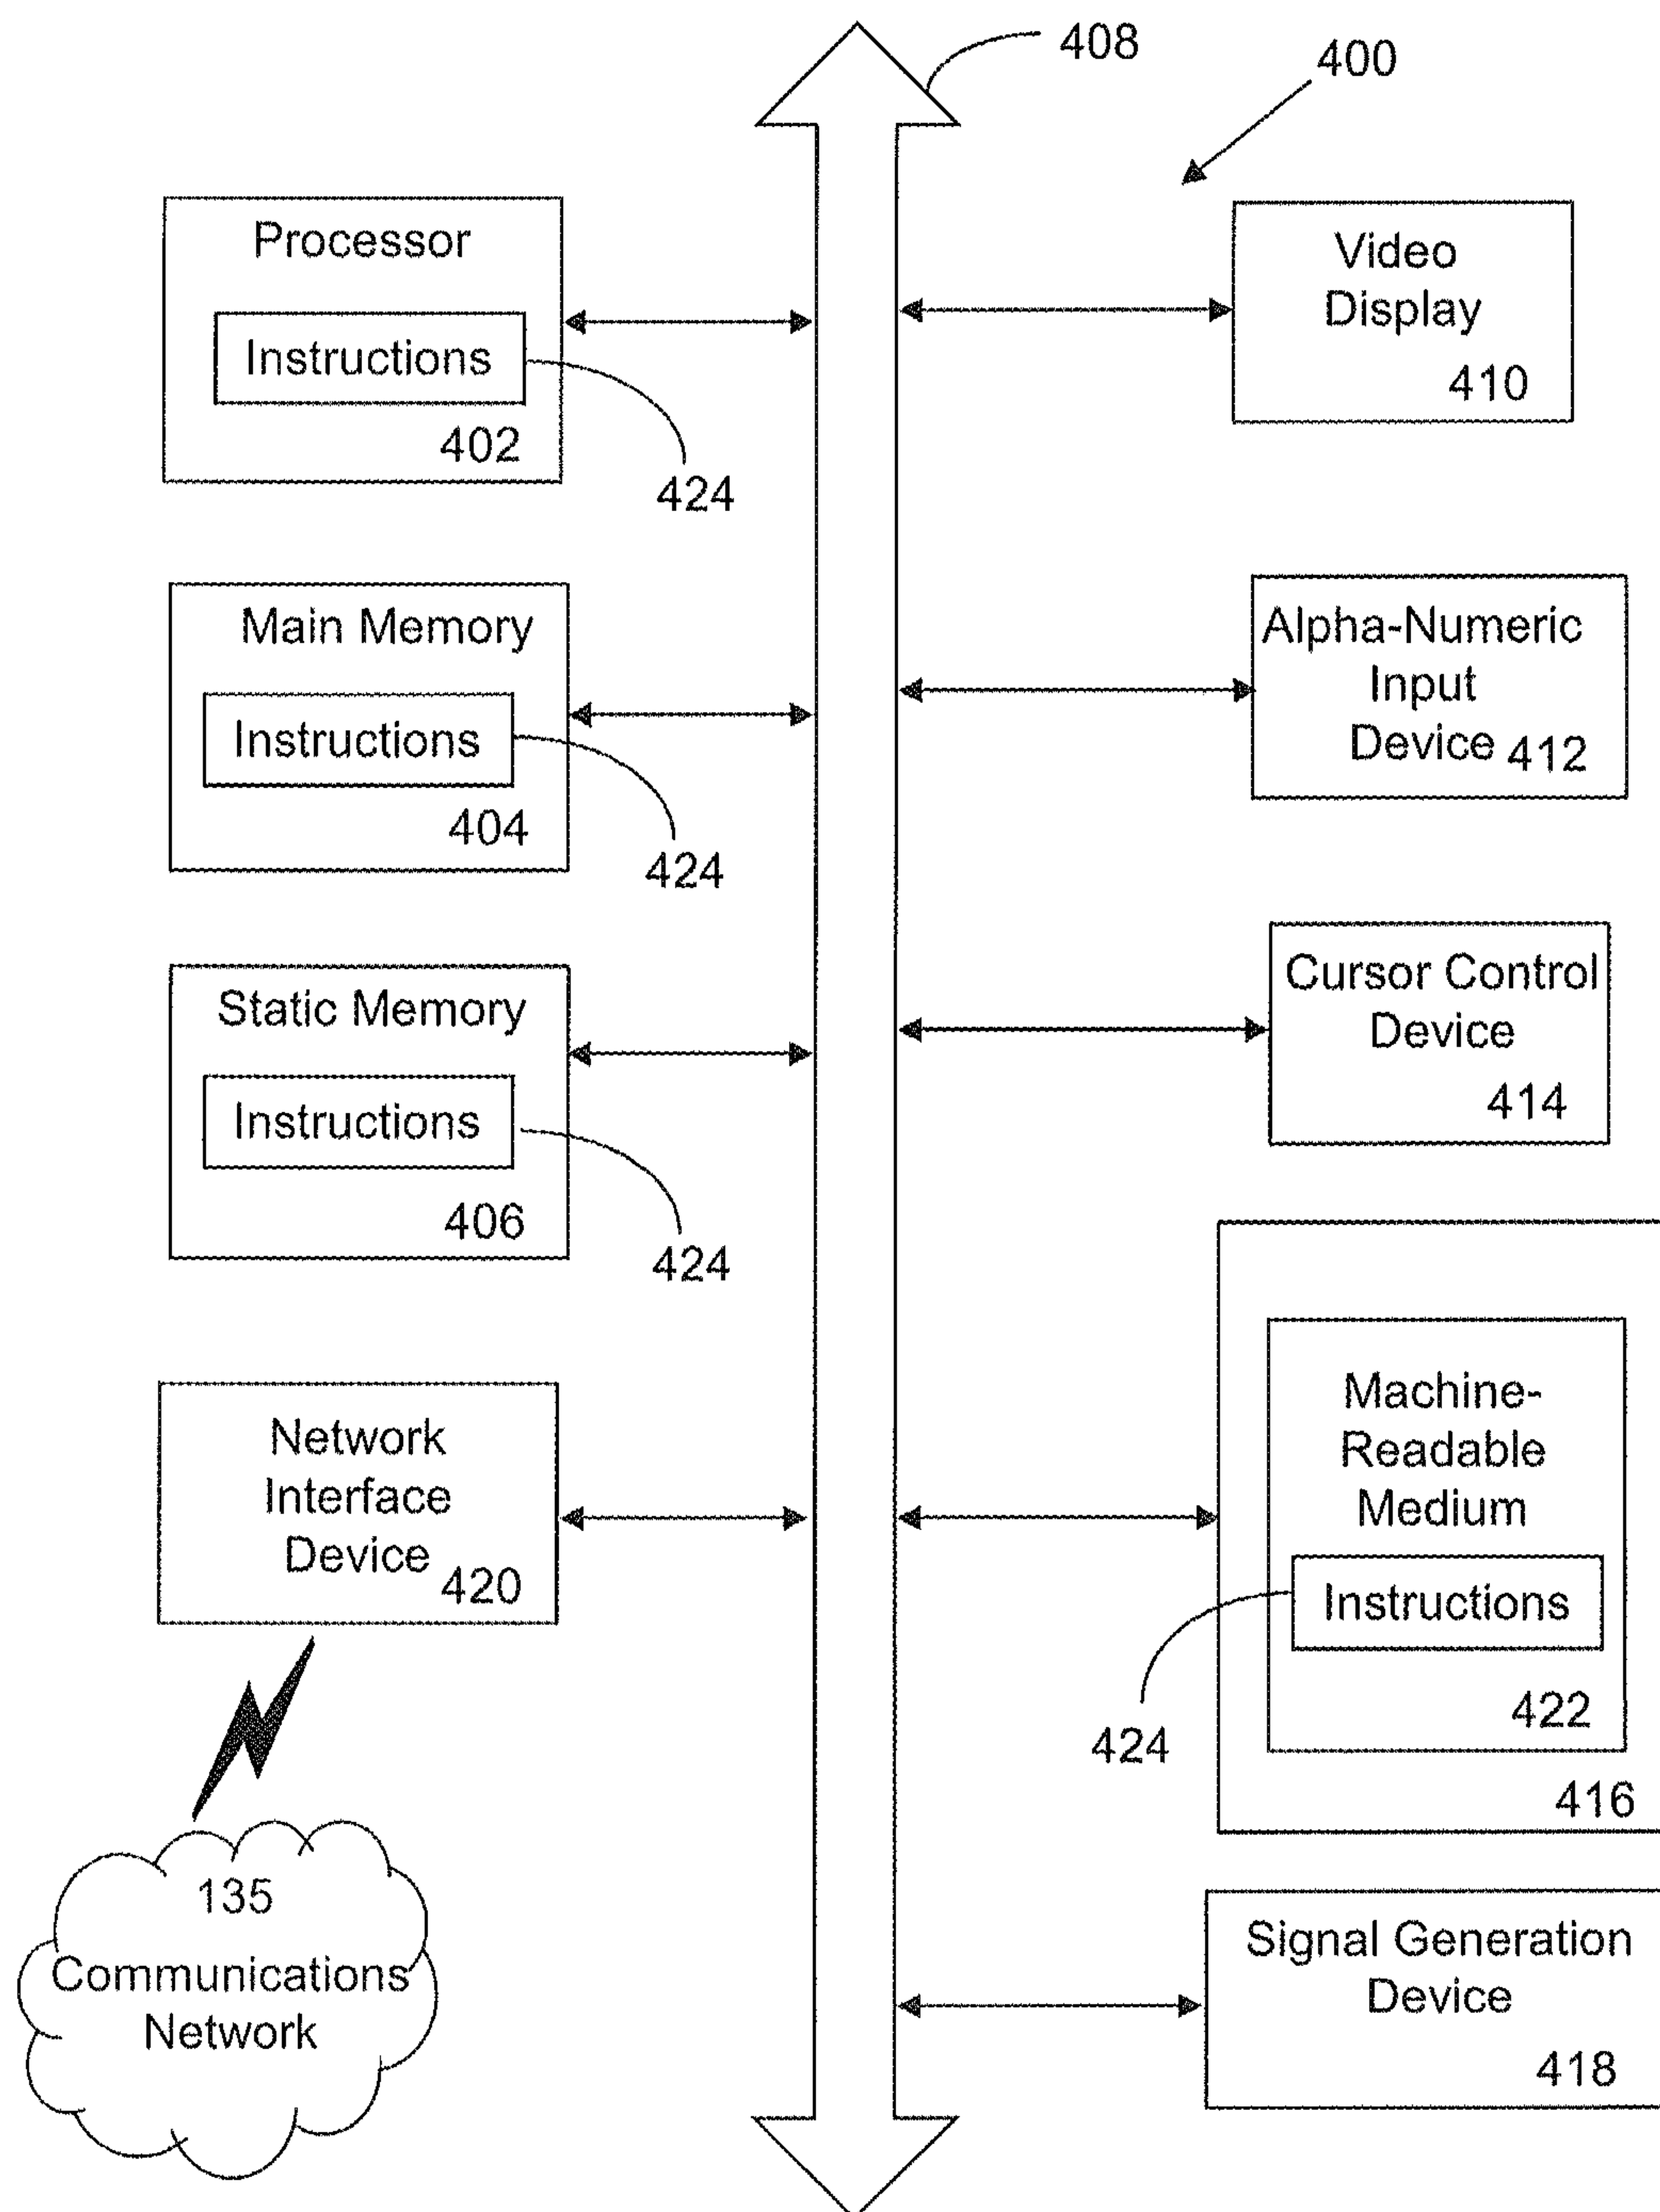 408
400
Processor
Instructions
402
424
Video
Display
410
Main Memory
Instructions
404
424
Alpha-Numeric
Input
Device 412
Static Memory
Instructions
406
424
Cursor Control
Device
414
Network
Interface
Device 420
Machine-
Readable
Medium
Instructions
422
424
416
135
Communications
Network
Signal Generation
Device
418